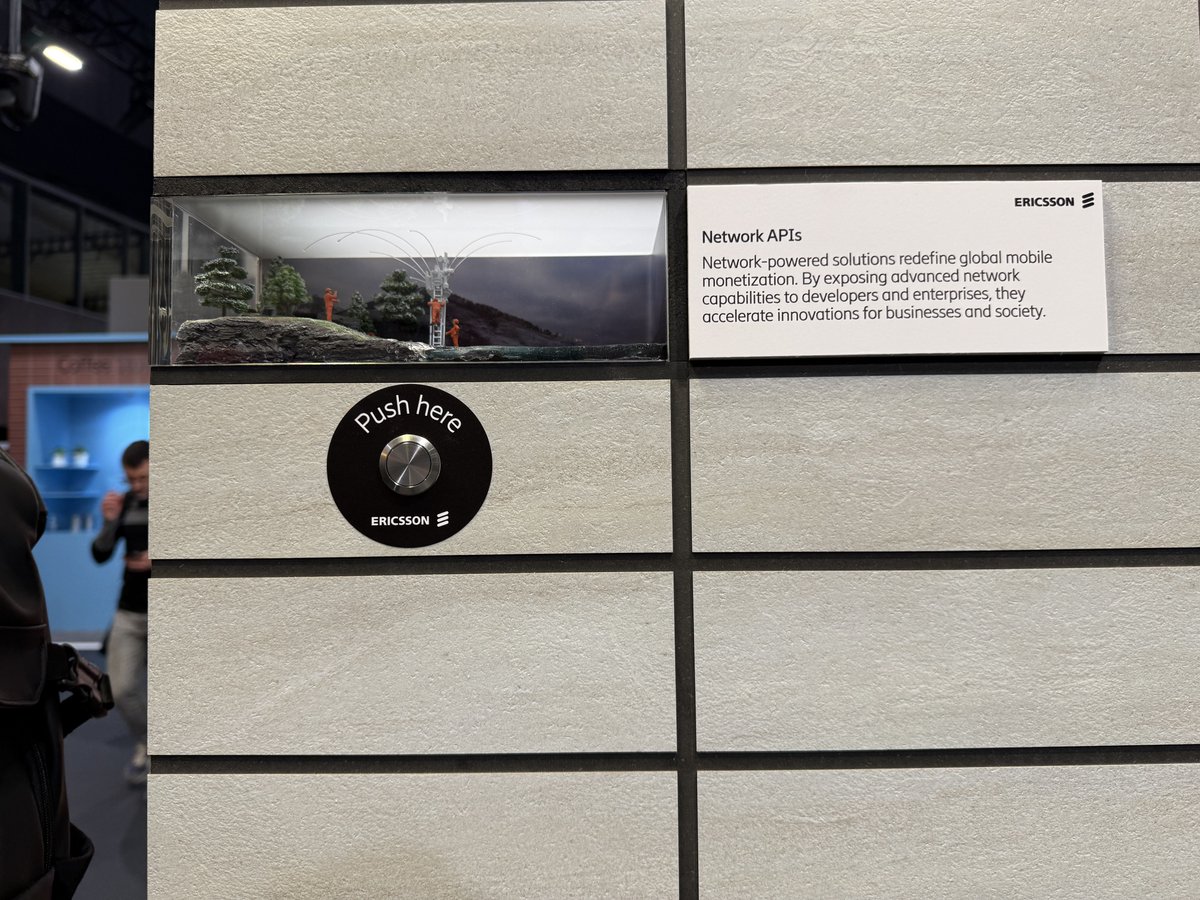 ERICSSON
Network APIs
Network-powered solutions redefine global mobile
monetization. By exposing advanced network
capabilities to developers and enterprises, they
accelerate innovations for businesses and society.
Push here
ERICSSON
Coffee